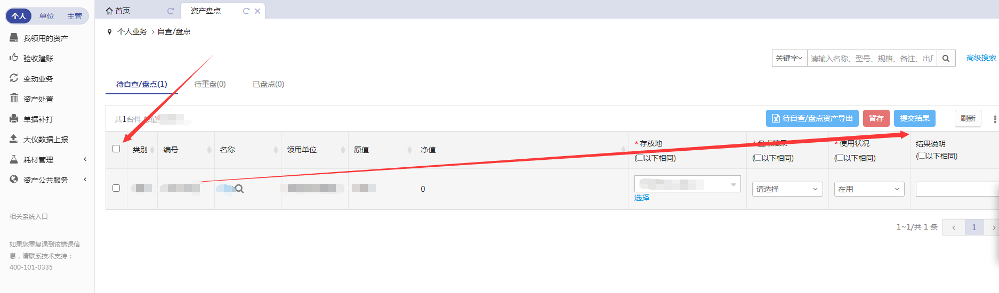 个人 单位 主管
首页
资产盘点
个人业务 › 自查/盘点
我领用的资产
验收建账
变动业务
资产处置
单据补打
大仪数据上报
耗材管理
资产公共服务
相关系统入口
如果您重复遇到该错误信
息，请联系技术支持：
400-101-0335
关键字 请输入名称、型号、规格、备注、出厂 高级搜索
待自查/盘点(1) 待重盘(0) 已盘点(0)
共1台件,总值
待自查/盘点资产导出 暂存 提交结果 刷新
类别 编号 名称 领用单位 原值 净值
*存放地
(以下相同)
*盘点结果
(以下相同)
*使用状况
(以下相同)
结果说明
(以下相同)
0
选择
请选择
在用
1~1/共 1 条 ‹ 1 ›